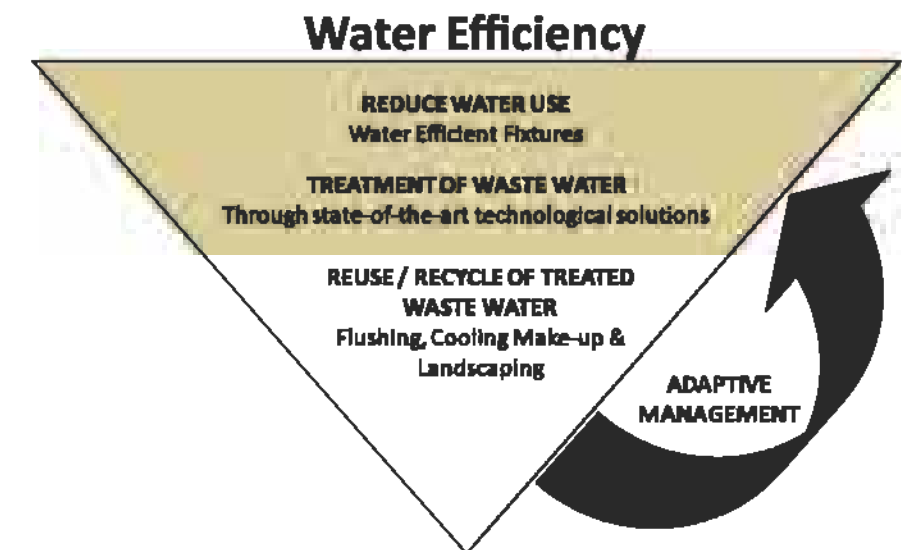 Water Efficiency
REDUCE WATER USE
Water Efficient Fixtures
TREATMENT OF WASTE WATER
Through state-of-the-art technological solutions
REUSE / RECYCLE OF TREATED
WASTE WATER
Flushing, Cooling Make-up &
Landscaping
ADAPTIVE
MANAGEMENT